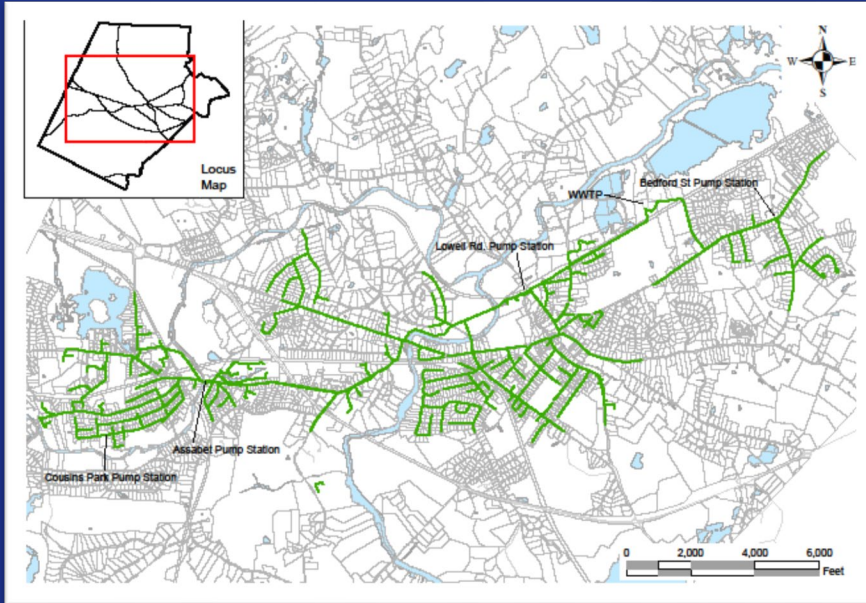 Locus
Map
N
W E
S
Bedford St Pump Station
WWTP
Lowell Rd. Pump Station
Assabet Pump Station
Cousins Park Pump Station
0 2,000 4,000 6,000
Feet